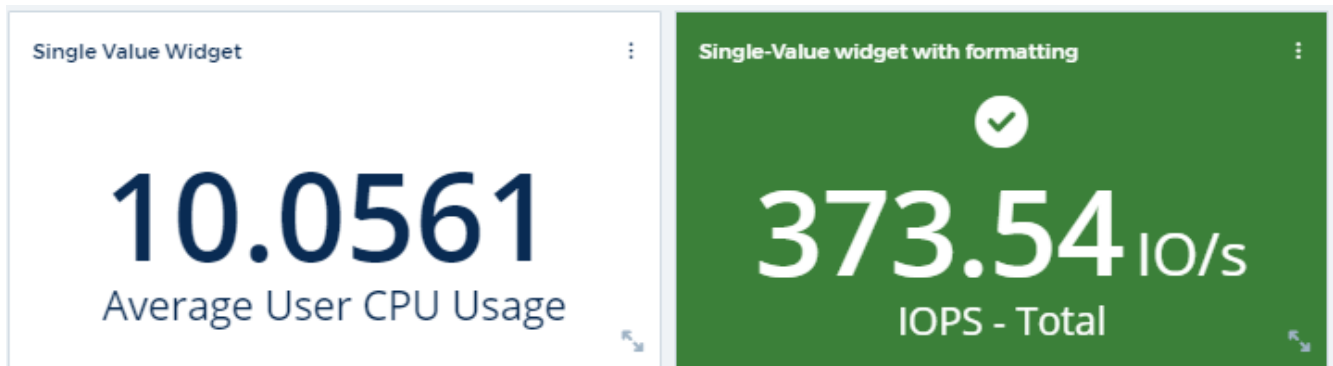 Single Value Widget
10.0561
Average User CPU Usage
Single-Value widget with formatting
373.54 IO/s
IOPS - Total